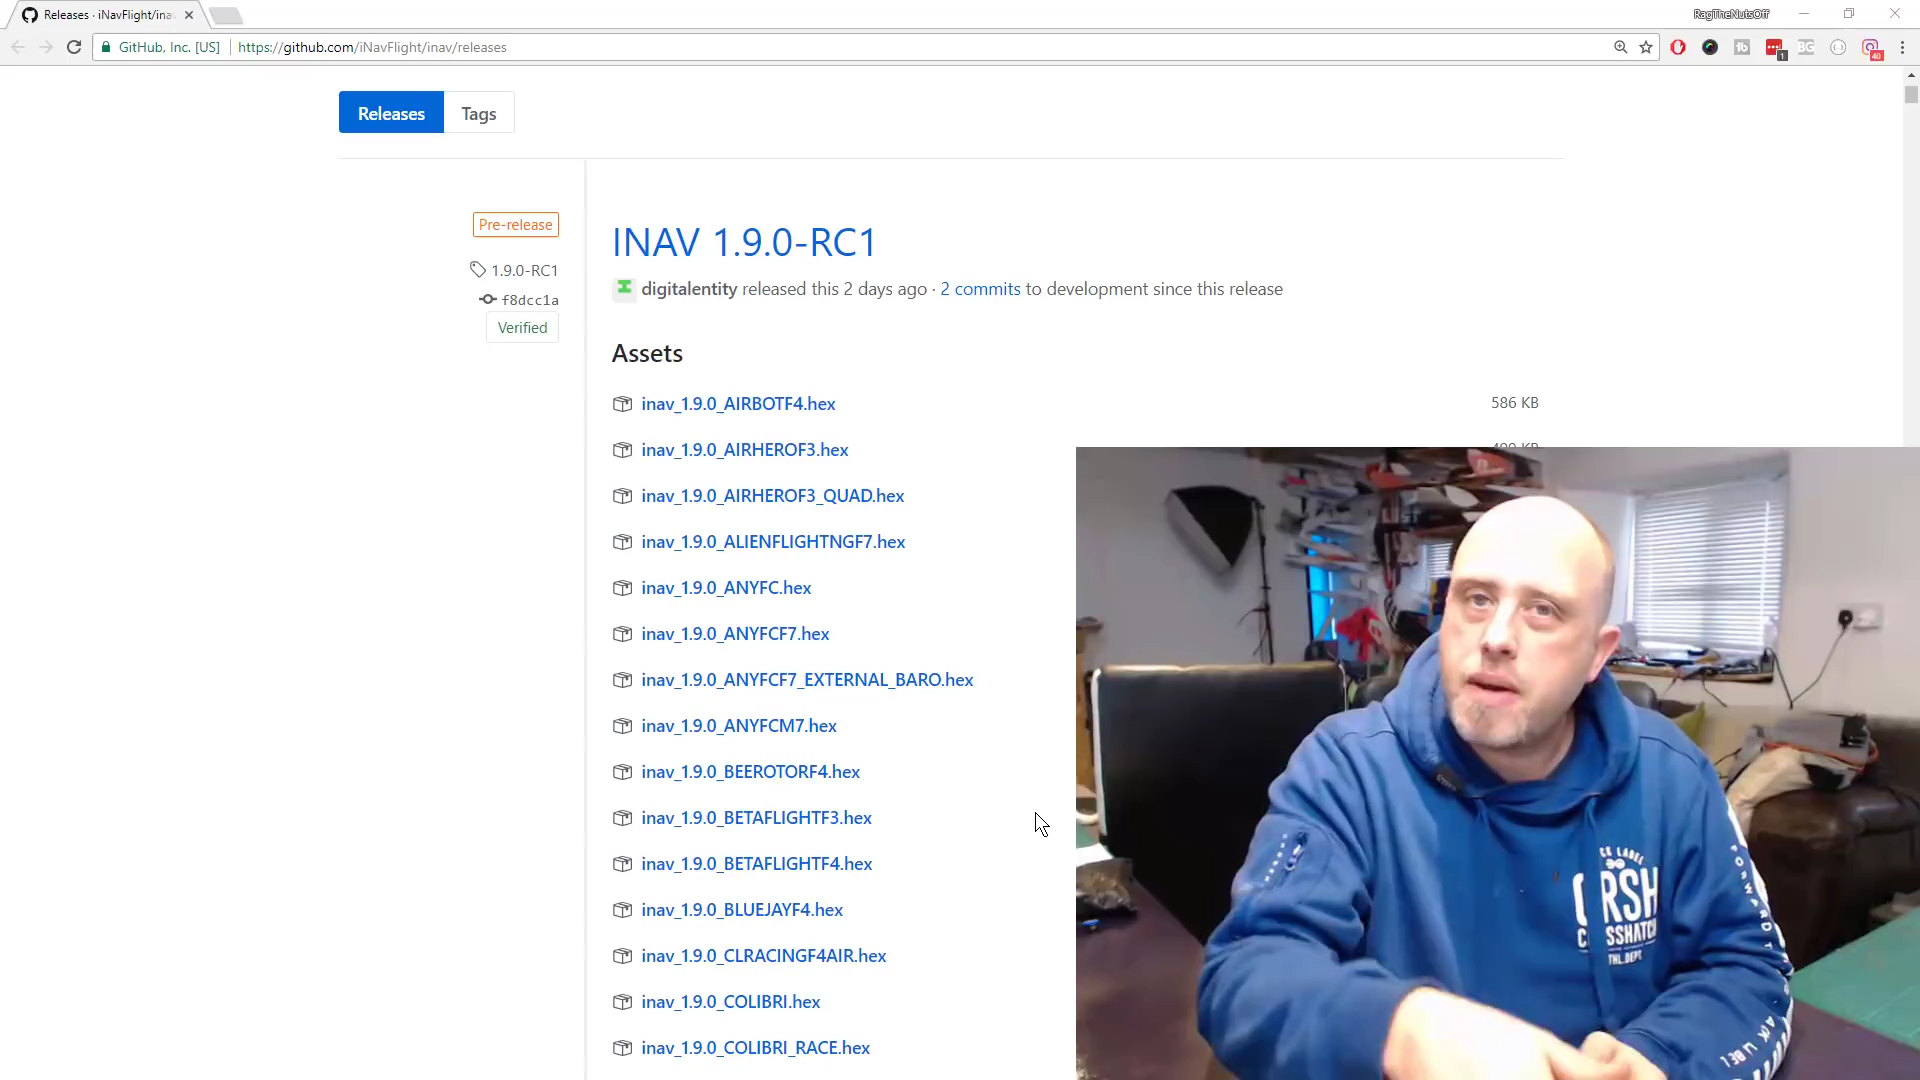 Releases · iNavFlight/ina
RagTheNutsOff
GitHub, Inc. [US]
https://github.com/iNavFlight/inav/releases
1
BG
40
Releases
Tags
Pre-release
1.9.0-RC1
f8dcc1a
Verified
INAV 1.9.0-RC1
digitalentity released this 2 days ago · 2 commits to development since this release
Assets
inav_1.9.0_AIRBOTF4.hex
586 KB
inav_1.9.0_AIRHEROF3.hex
inav_1.9.0_AIRHEROF3_QUAD.hex
inav_1.9.0_ALIENFLIGHTNGF7.hex
inav_1.9.0_ANYFC.hex
inav_1.9.0_ANYFCF7.hex
inav_1.9.0_ANYFCF7_EXTERNAL_BARO.hex
inav_1.9.0_ANYFCM7.hex
inav_1.9.0_BEEROTORF4.hex
inav_1.9.0_BETAFLIGHTF3.hex
inav_1.9.0_BETAFLIGHTF4.hex
inav_1.9.0_BLUEJAYF4.hex
inav_1.9.0_CLRACINGF4AIR.hex
inav_1.9.0_COLIBRI.hex
inav_1.9.0_COLIBRI_RACE.hex